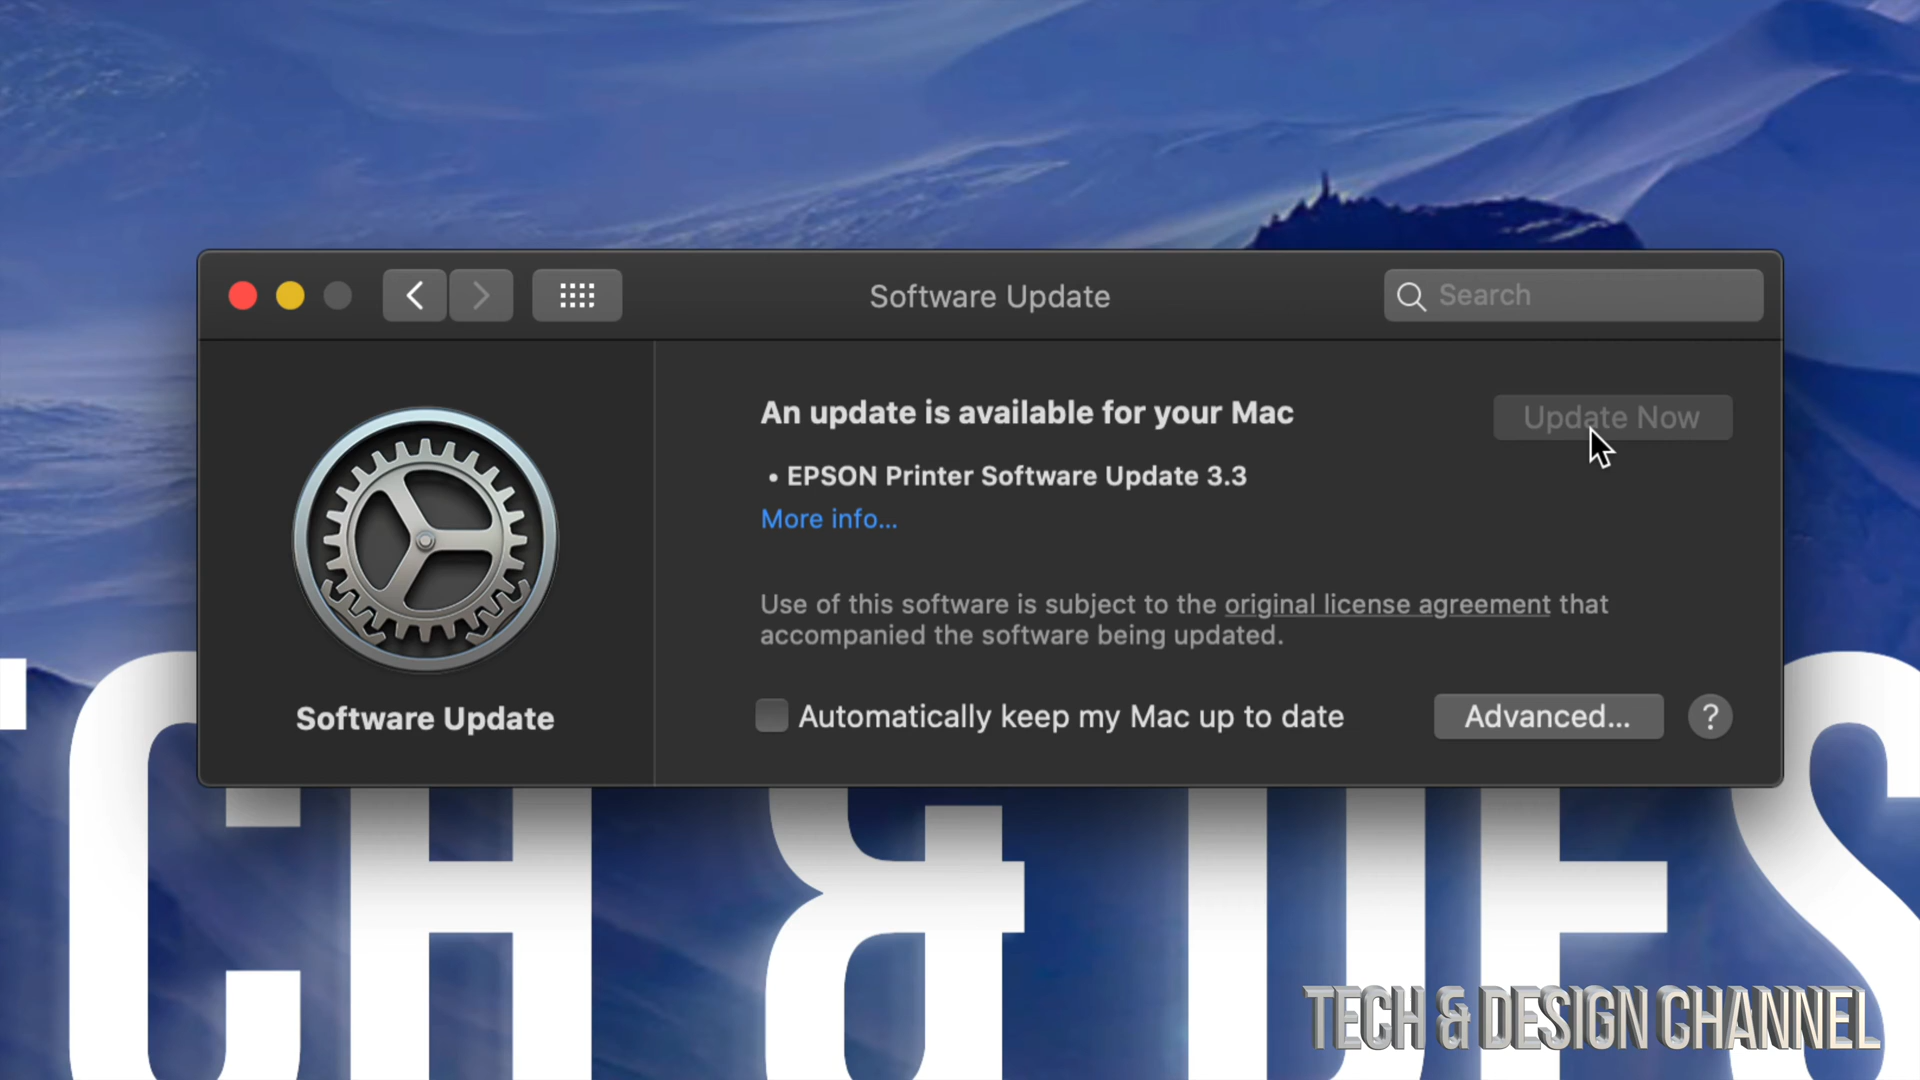 Software Update
Search
An update is available for your Mac
Update Now
• EPSON Printer Software Update 3.3
More info...
Use of this software is subject to the original license agreement that
accompanied the software being updated.
Software Update
Automatically keep my Mac up to date
Advanced...
?
CH & DES
TECH & DESIGN CHANNEL